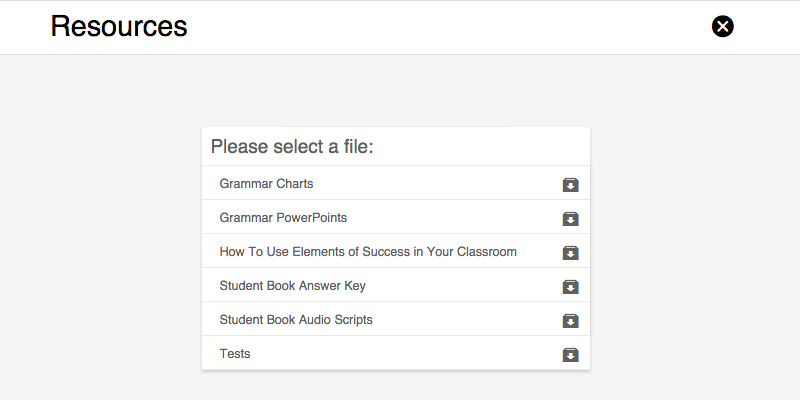 Resources
Please select a file:
Grammar Charts
Grammar PowerPoints
How To Use Elements of Success in Your Classroom
Student Book Answer Key
Student Book Audio Scripts
Tests